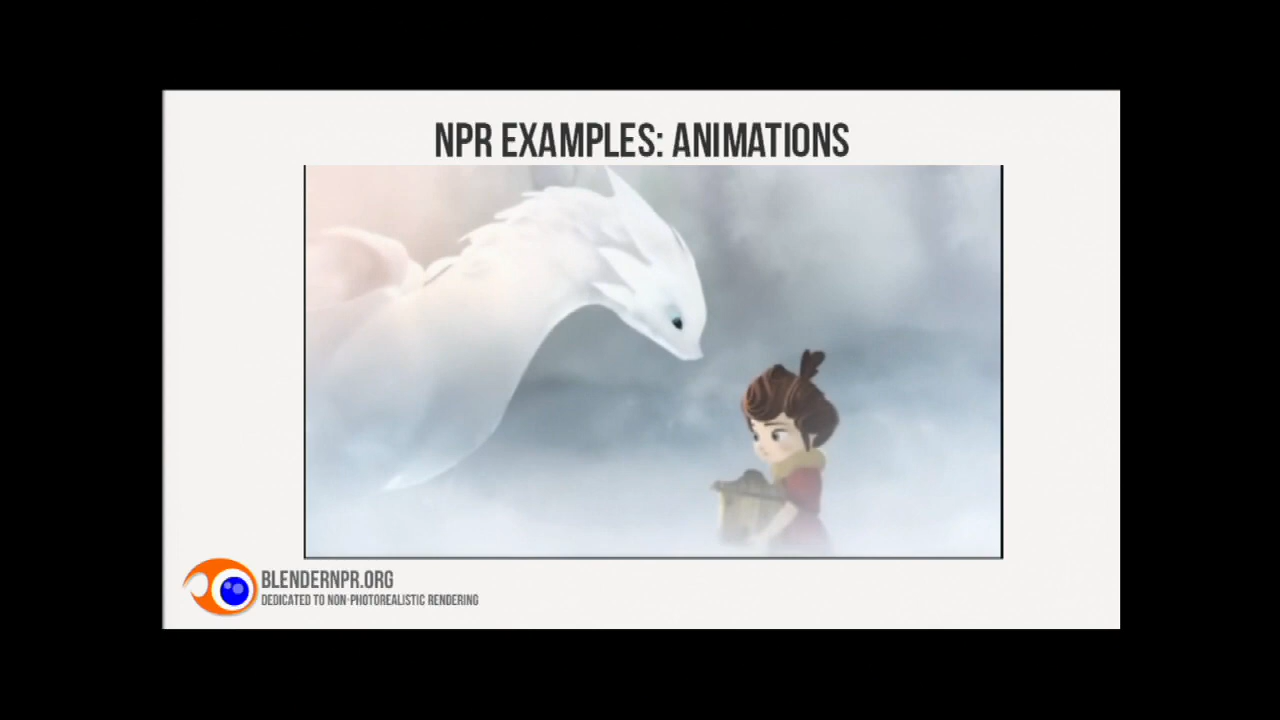 NPR EXAMPLES: ANIMATIONS
BLENDERNPR.ORG
DEDICATED TO NON-PHOTOREALISTIC RENDERING